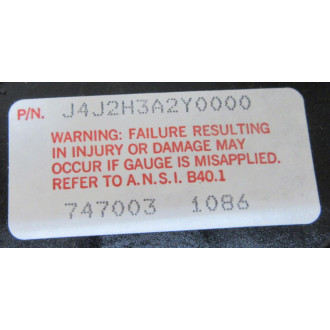 P/N. J4J2H3A2Y0000
WARNING: FAILURE RESULTING
IN INJURY OR DAMAGE MAY
OCCUR IF GAUGE IS MISAPPLIED.
REFER TO A.N.S.I. B40.1
747003 1086